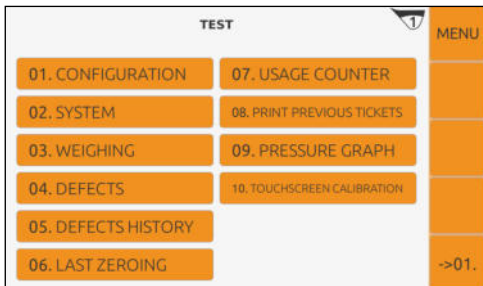 TEST
1
MENU
01. CONFIGURATION
02. SYSTEM
03. WEIGHING
04. DEFECTS
05. DEFECTS HISTORY
06. LAST ZEROING
07. USAGE COUNTER
08. PRINT PREVIOUS TICKETS
09. PRESSURE GRAPH
10. TOUCHSCREEN CALIBRATION
->01.